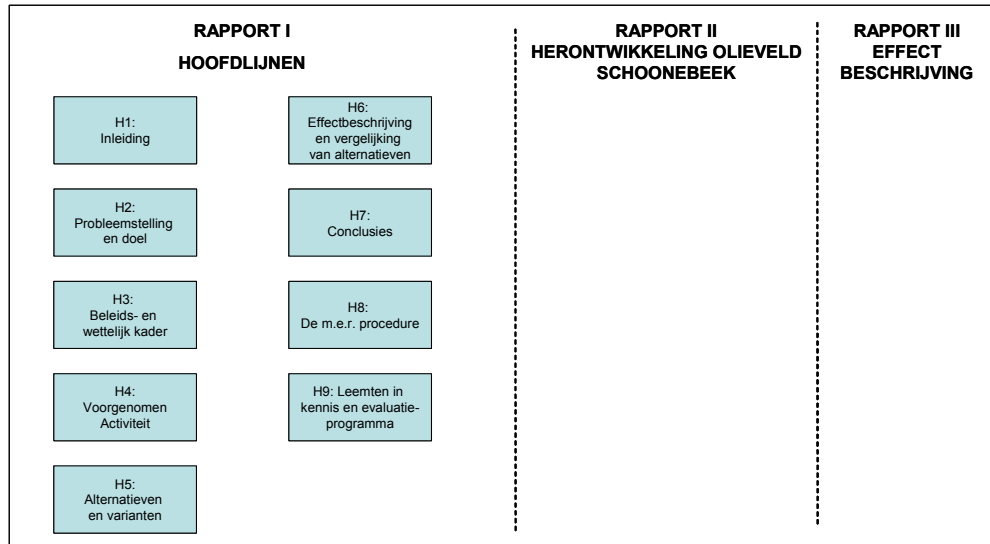 RAPPORT I
HOOFDLIJNEN
H1:
Inleiding
H2:
Probleemstelling
en doel
H3:
Beleids- en
wettelijk kader
H4:
Voorgenomen
Activiteit
H5:
Alternatieven
en varianten
H6:
Effectbeschrijving
en vergelijking
van alternatieven
H7:
Conclusies
H8:
De m.e.r. procedure
H9: Leemten in
kennis en evaluatie-
programma
RAPPORT II
HERONTWIKKELING OLIEVELD
SCHOONEBEEK
RAPPORT III
EFFECT
BESCHRIJVING